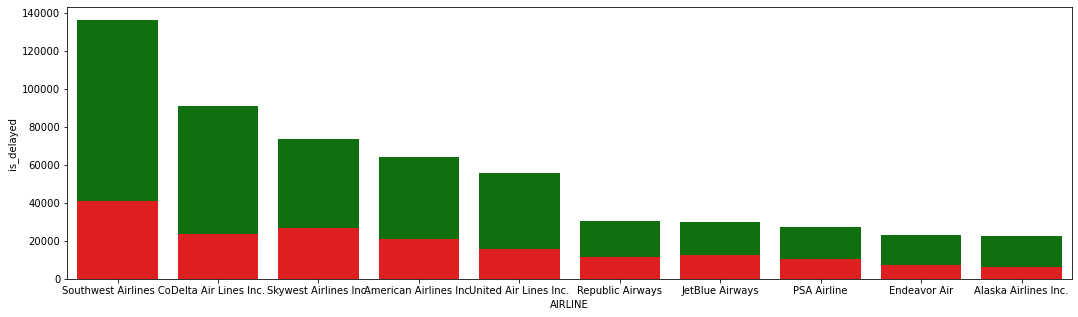 140000
120000
100000
80000
60000
40000
20000
0
is_delayed
Southwest Airlines Co. Delta Air Lines Inc. Skywest Airlines Inc. American Airlines Inc. United Air Lines Inc. Republic Airways JetBlue Airways PSA Airline Endeavor Air Alaska Airlines Inc.
AIRLINE